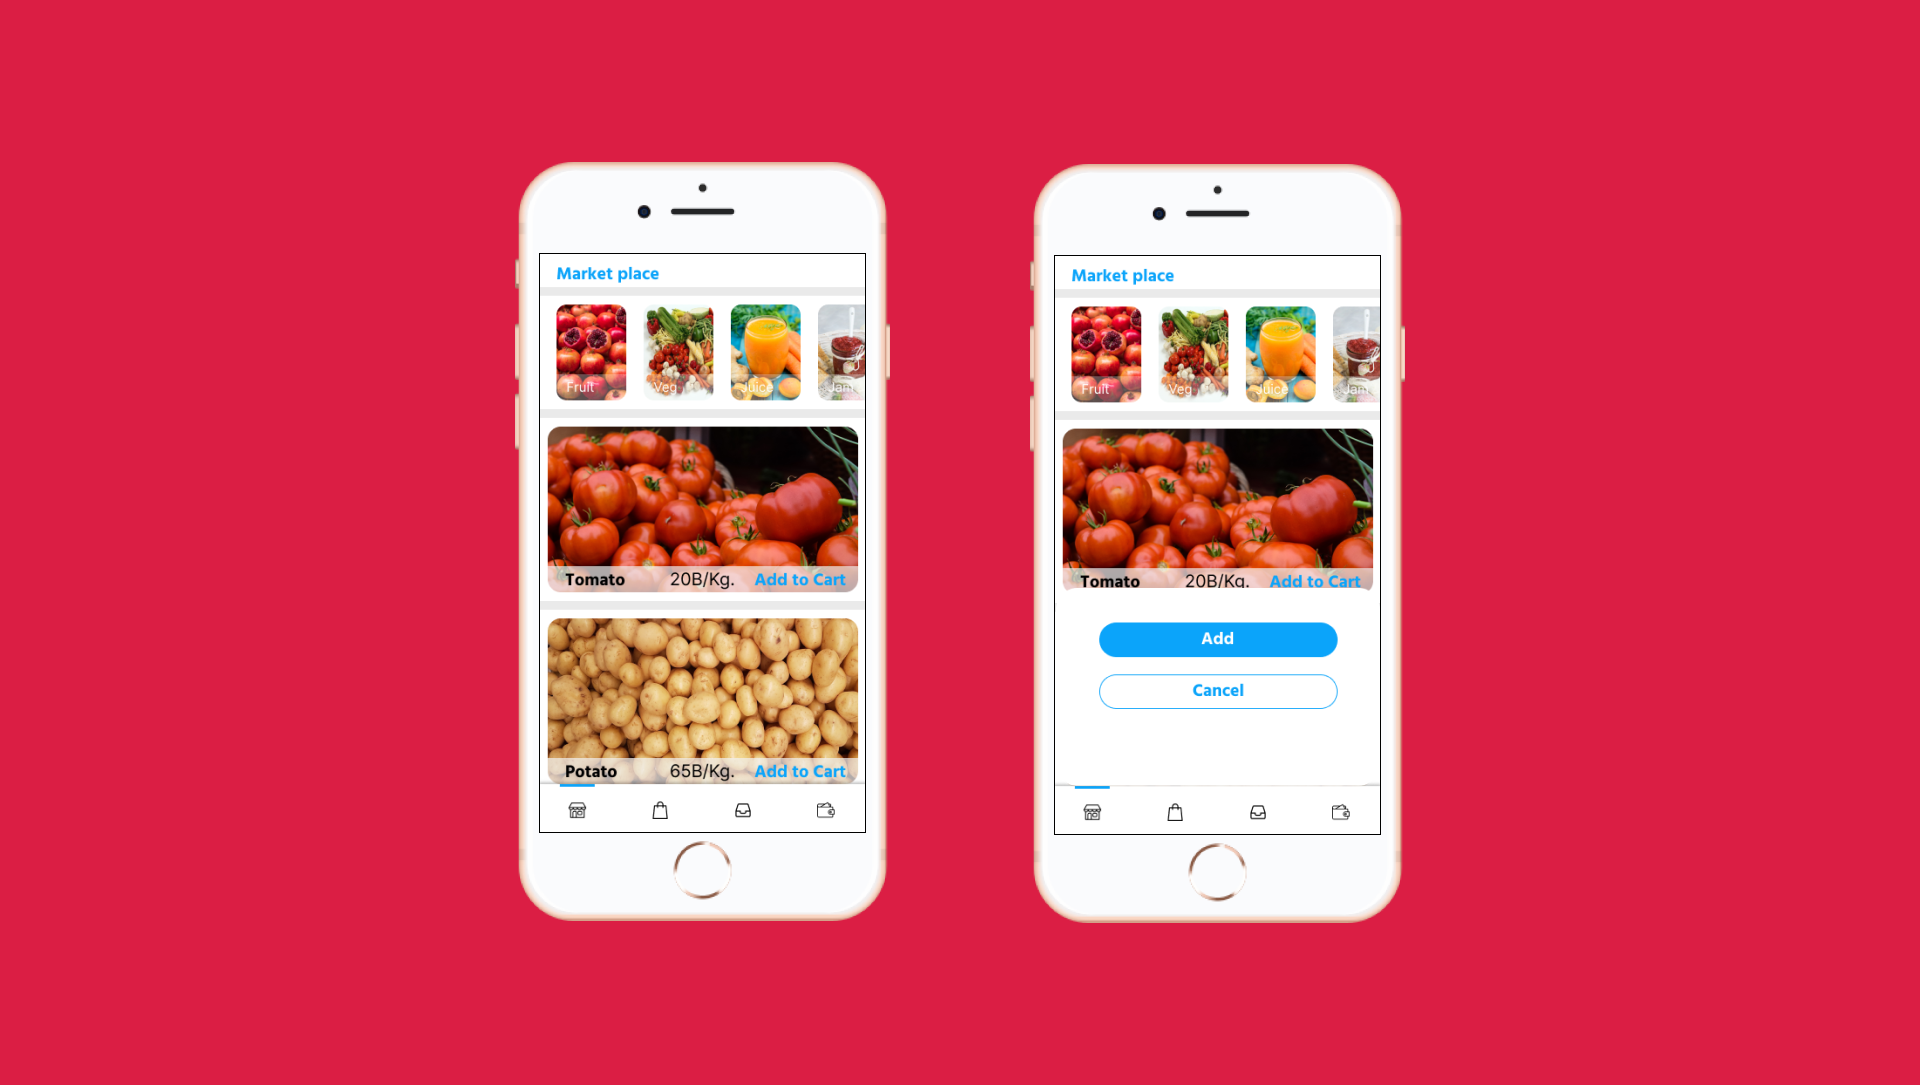 Market place
Fruit
Veg
Juice
Jam
Tomato 20B/Kg. Add to Cart
Potato 65B/Kg. Add to Cart
Market place
Fruit
Veg
Juice
Jam
Tomato 20B/Kg. Add to Cart
Add
Cancel